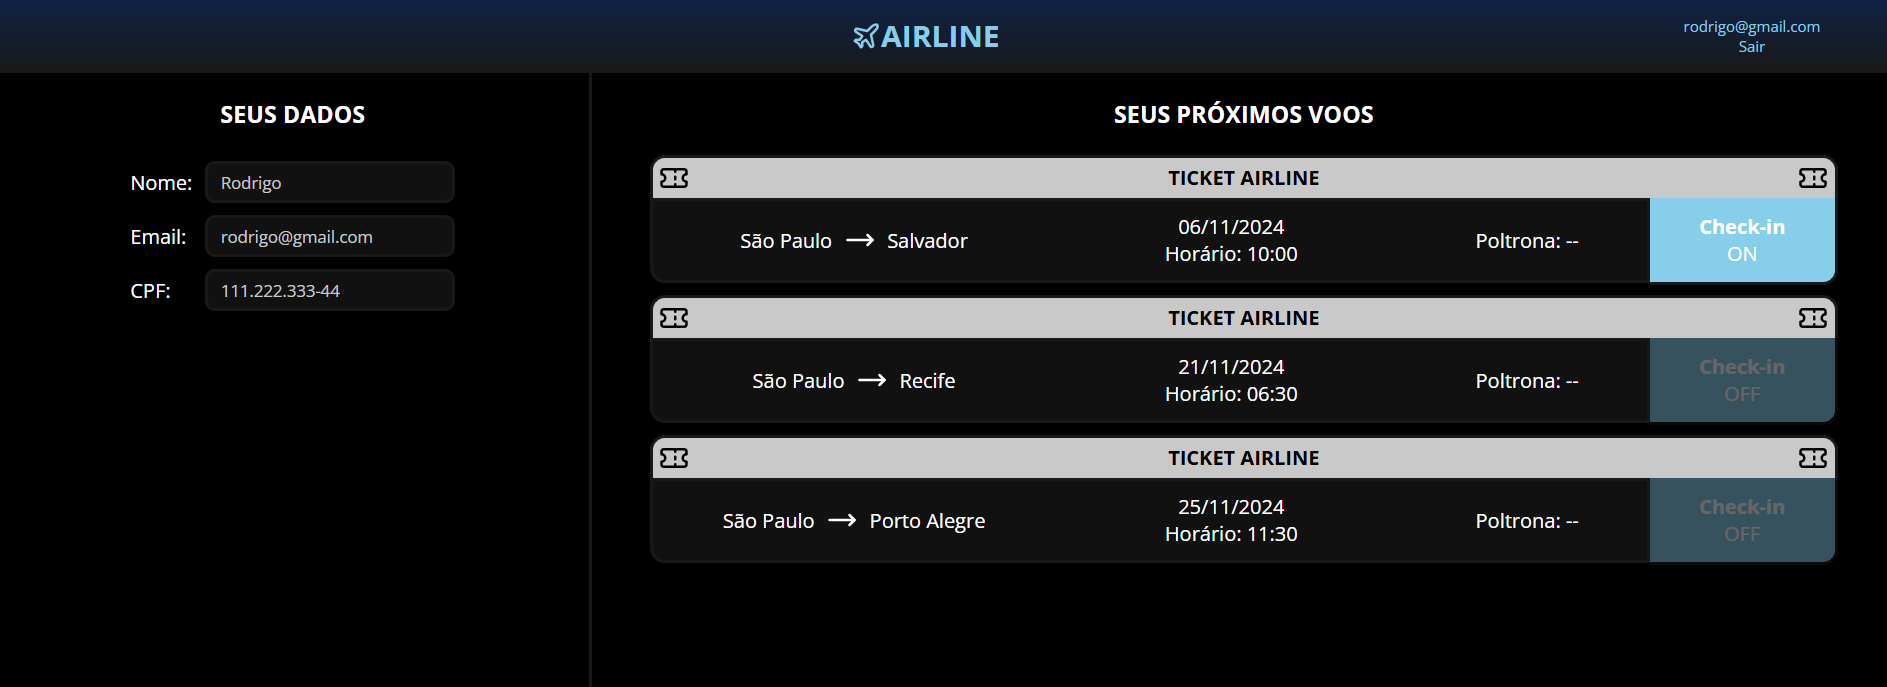 AIRLINE
rodrigo@gmail.com
Sair
SEUS DADOS
Nome: Rodrigo
Email: rodrigo@gmail.com
CPF: 111.222.333-44
SEUS PRÓXIMOS VOOS
TICKET AIRLINE
São Paulo → Salvador
06/11/2024
Horário: 10:00
Poltrona: --
Check-in
ON
TICKET AIRLINE
São Paulo → Recife
21/11/2024
Horário: 06:30
Poltrona: --
Check-in
OFF
TICKET AIRLINE
São Paulo → Porto Alegre
25/11/2024
Horário: 11:30
Poltrona: --
Check-in
OFF